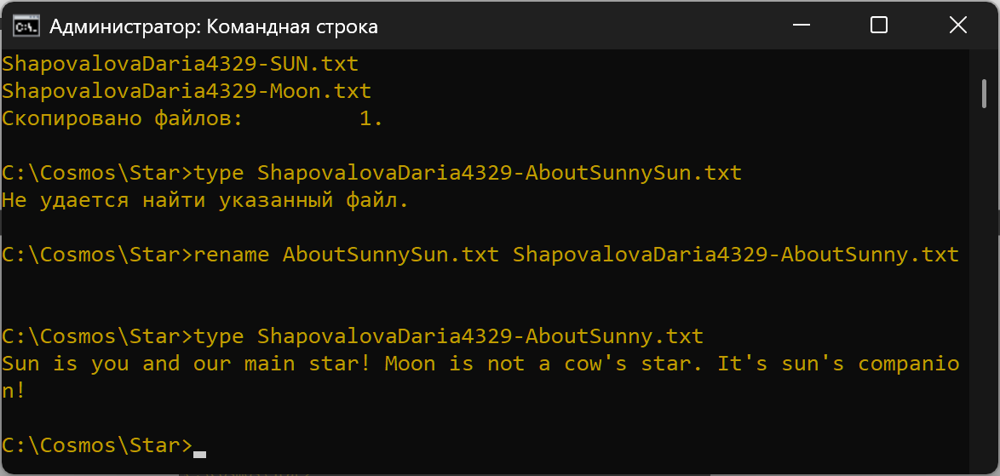 Администратор: Командная строка
ShapovalovaDaria4329-SUN.txt
ShapovalovaDaria4329-Moon.txt
Скопировано файлов:         1.
C:\Cosmos\Star>type ShapovalovaDaria4329-AboutSunnySun.txt
Не удается найти указанный файл.
C:\Cosmos\Star>rename AboutSunnySun.txt ShapovalovaDaria4329-AboutSunny.txt
C:\Cosmos\Star>type ShapovalovaDaria4329-AboutSunny.txt
Sun is you and our main star! Moon is not a cow's star. It's sun's companio
n!
C:\Cosmos\Star>